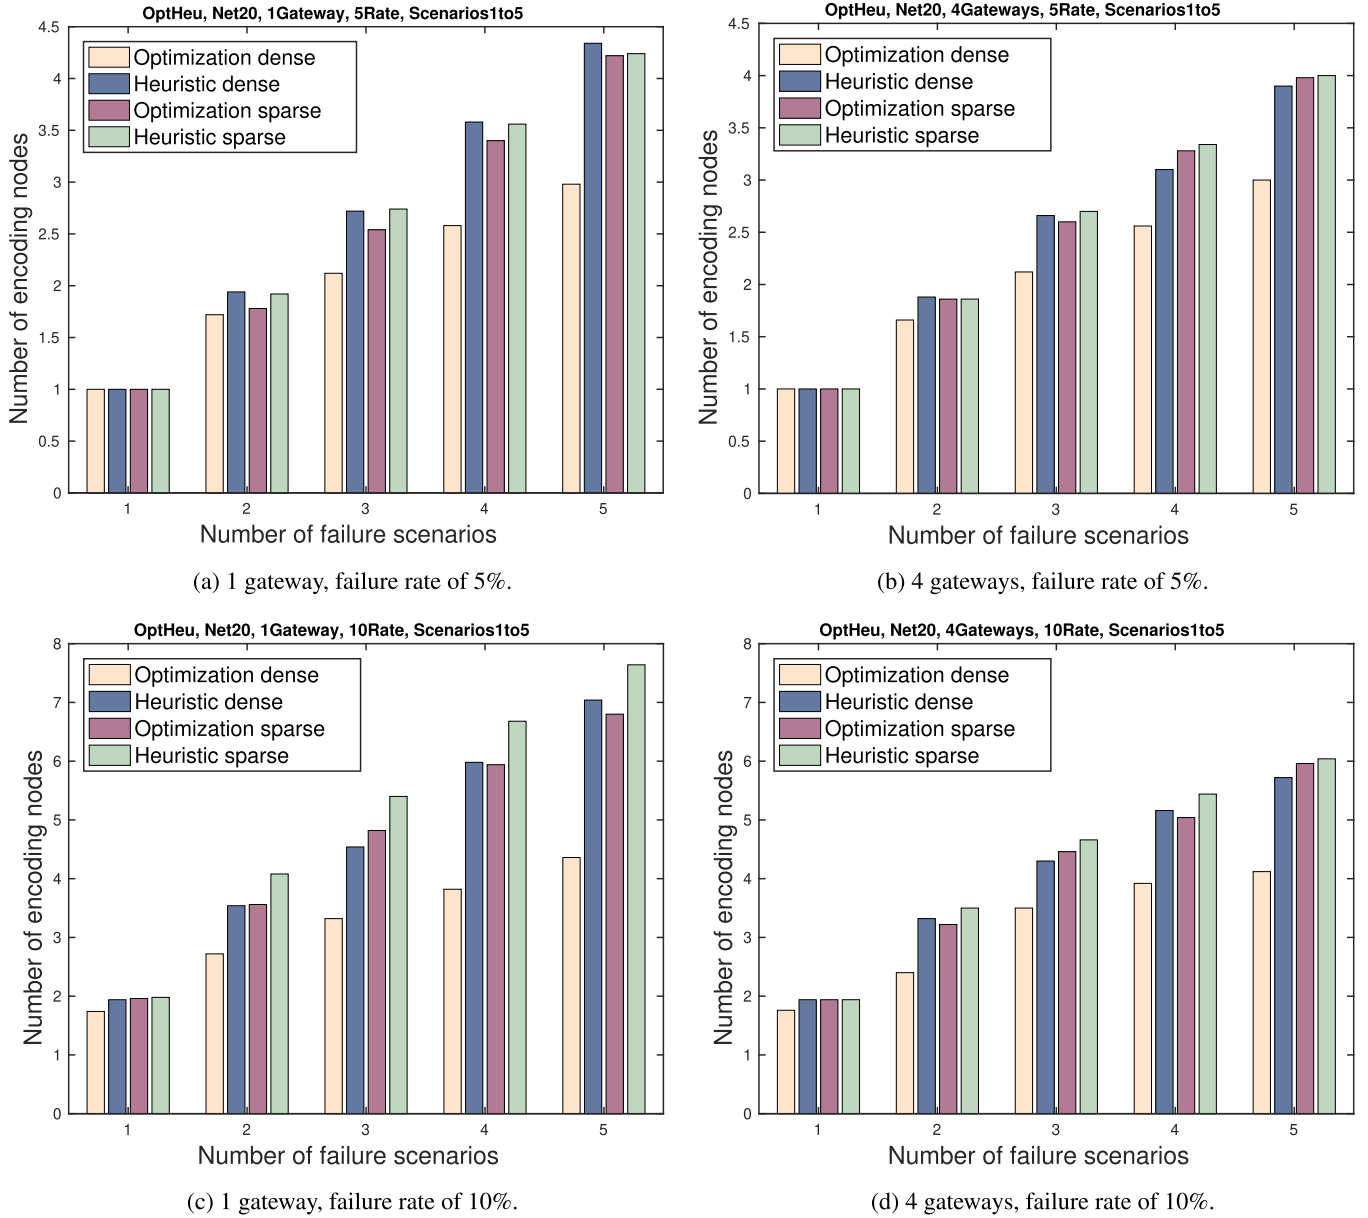 OptHeu, Net20, 1Gateway, 5Rate, Scenarios1to5
Optimization dense
Heuristic dense
Optimization sparse
Heuristic sparse
Number of encoding nodes
4.5
4
3.5
3
2.5
2
1.5
1
0.5
0
1 2 3 4 5
Number of failure scenarios
(a) 1 gateway, failure rate of 5%.
OptHeu, Net20, 4Gateways, 5Rate, Scenarios1to5
Optimization dense
Heuristic dense
Optimization sparse
Heuristic sparse
Number of encoding nodes
4.5
4
3.5
3
2.5
2
1.5
1
0.5
0
1 2 3 4 5
Number of failure scenarios
(b) 4 gateways, failure rate of 5%.
OptHeu, Net20, 1Gateway, 10Rate, Scenarios1to5
Optimization dense
Heuristic dense
Optimization sparse
Heuristic sparse
Number of encoding nodes
8
7
6
5
4
3
2
1
0
1 2 3 4 5
Number of failure scenarios
(c) 1 gateway, failure rate of 10%.
OptHeu, Net20, 4Gateways, 10Rate, Scenarios1to5
Optimization dense
Heuristic dense
Optimization sparse
Heuristic sparse
Number of encoding nodes
8
7
6
5
4
3
2
1
0
1 2 3 4 5
Number of failure scenarios
(d) 4 gateways, failure rate of 10%.